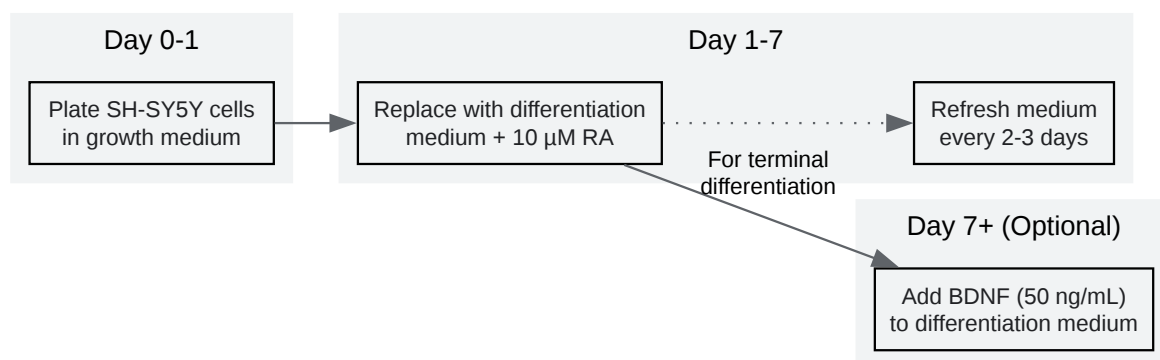 Day 0-1
Plate SH-SY5Y cells
in growth medium
Day 1-7
Replace with differentiation
medium + 10 µM RA
Refresh medium
every 2-3 days
For terminal
differentiation
Day 7+ (Optional)
Add BDNF (50 ng/mL)
to differentiation medium